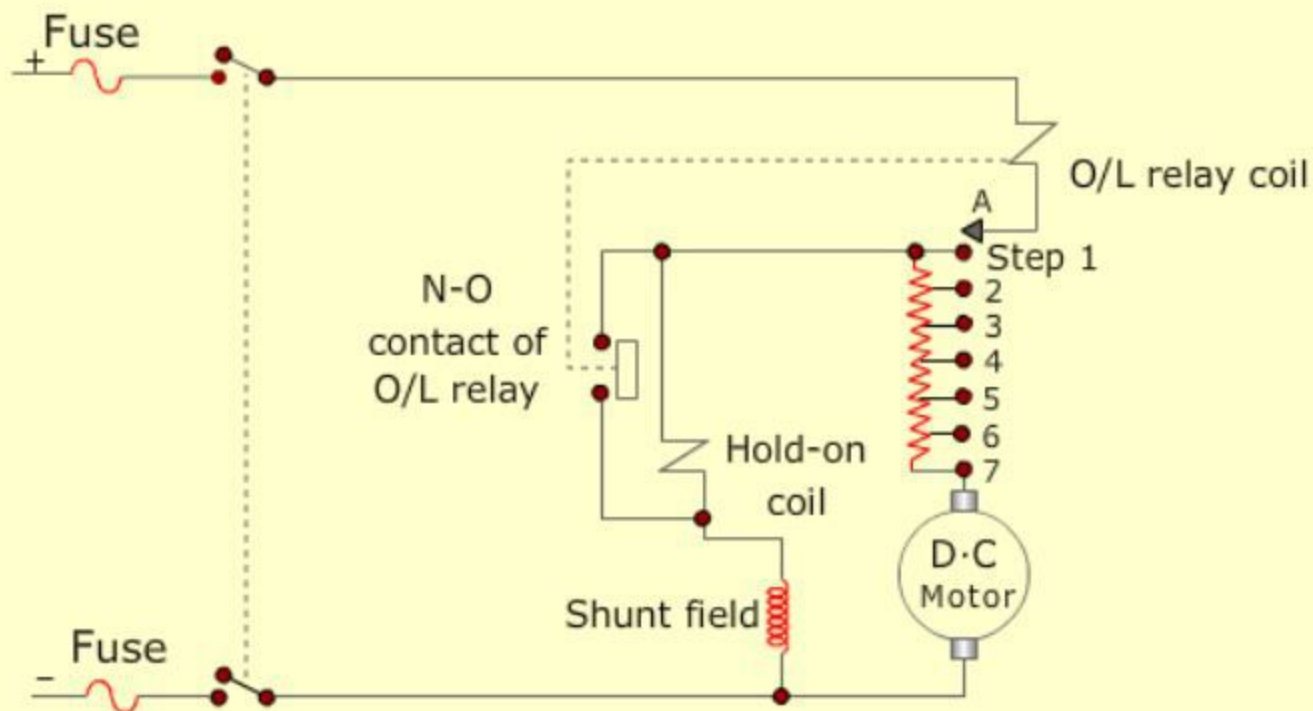 Fuse
+
O/L relay coil
A
Step 1
N-O
contact of
O/L relay
2
3
4
5
6
7
Hold-on
coil
D·C
Motor
Shunt field
Fuse
−